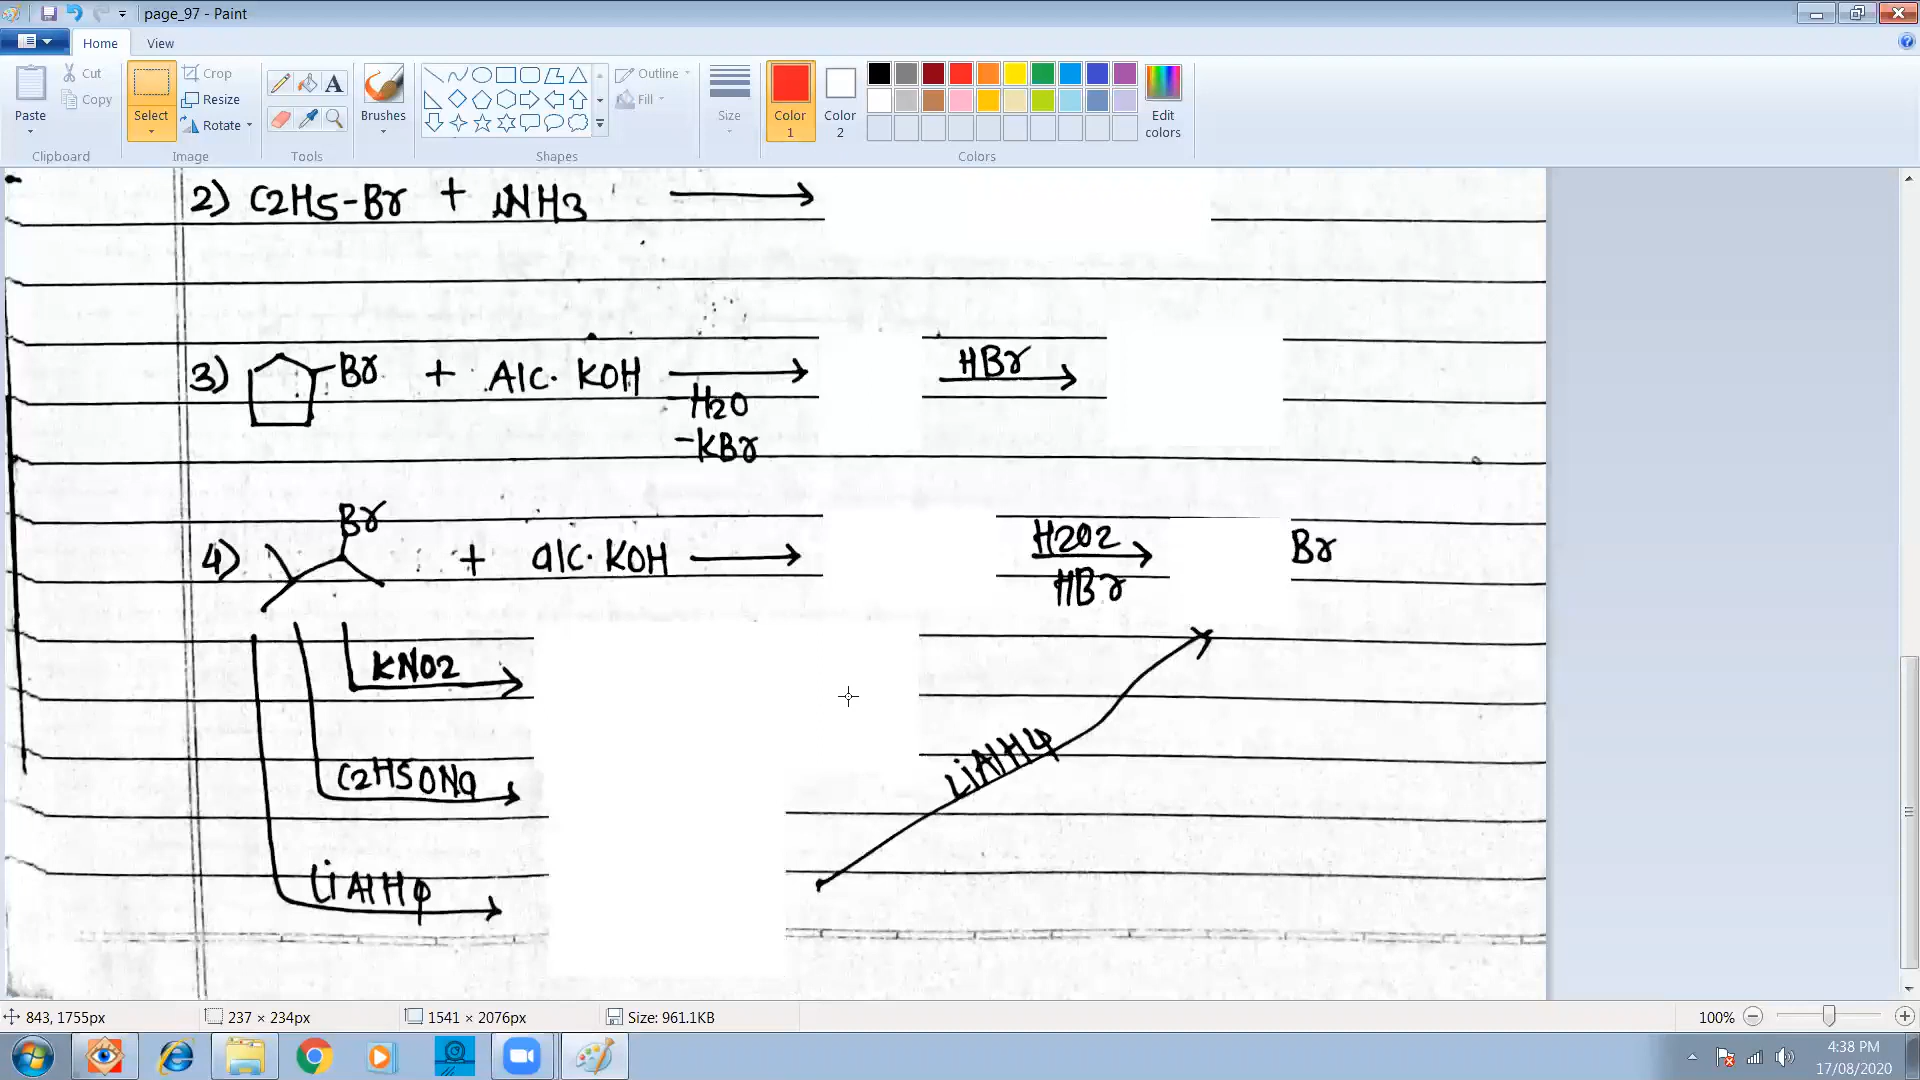 page_97 - Paint
Home View
Cut
Copy
Paste
Clipboard
Select
Crop
Resize
Rotate
Image
Tools
Brushes
Outline
Fill
Shapes
Size
Color 1
Color 2
Edit colors
Colors
2) C2H5-Br + NH3
3) Br + Alc. KOH HBr
-H2O
-KBr
Br
4) + alc. KOH H2O2 Br
HBr
KNO2
C2H5ONa
LiAlH4
LiAlH4
843, 1755px 237 × 234px 1541 × 2076px Size: 961.1KB 100%
4:38 PM
17/08/2020